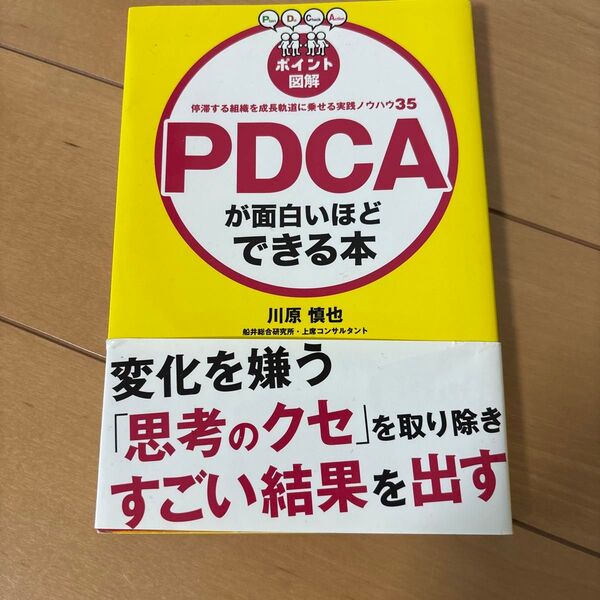 Plan Do Check Action
ポイント
図解
停滞する組織を成長軌道に乗せる実践ノウハウ35
PDCA
が面白いほど
できる本
川原 慎也
船井総合研究所・上席コンサルタント
変化を嫌う
「思考のクセ」を取り除き
すごい結果を出す